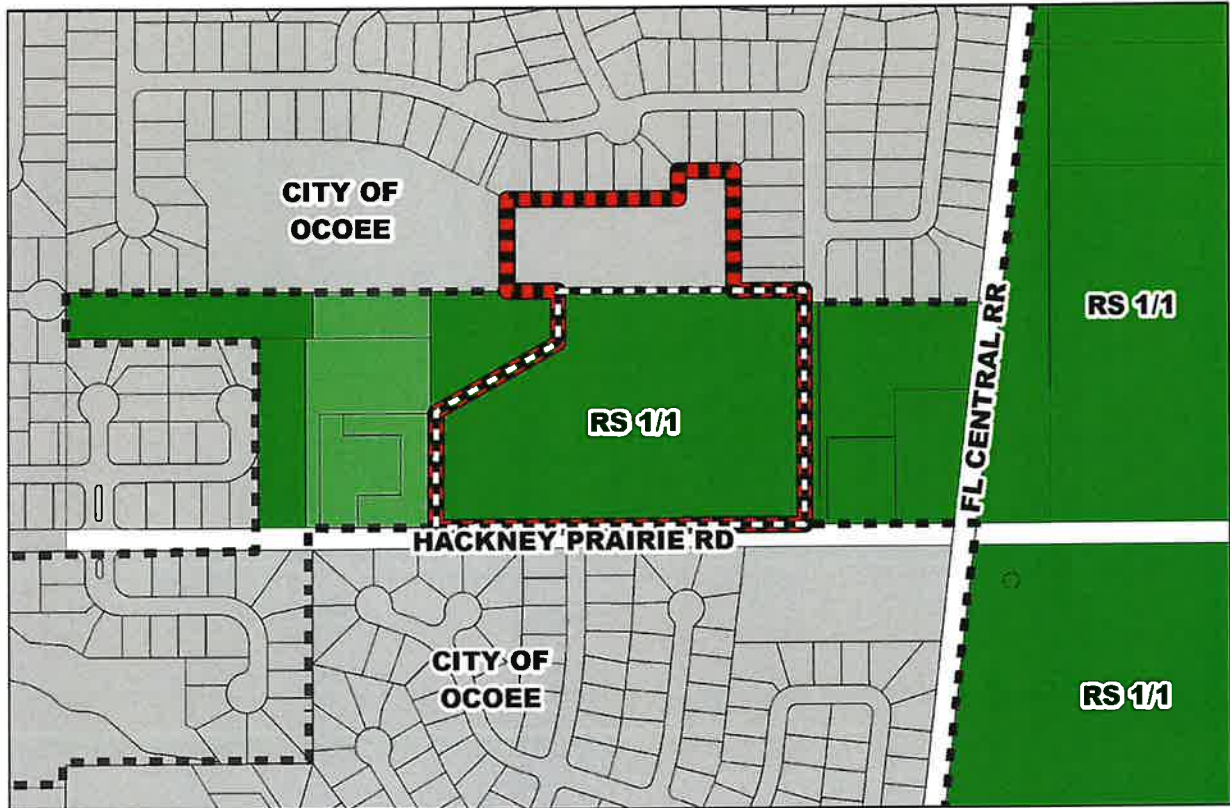 CITY OF
OCOEE
RS 1/1
RS 1/1
FL CENTRAL RR
HACKNEY PRAIRIE RD
CITY OF
OCOEE
RS 1/1